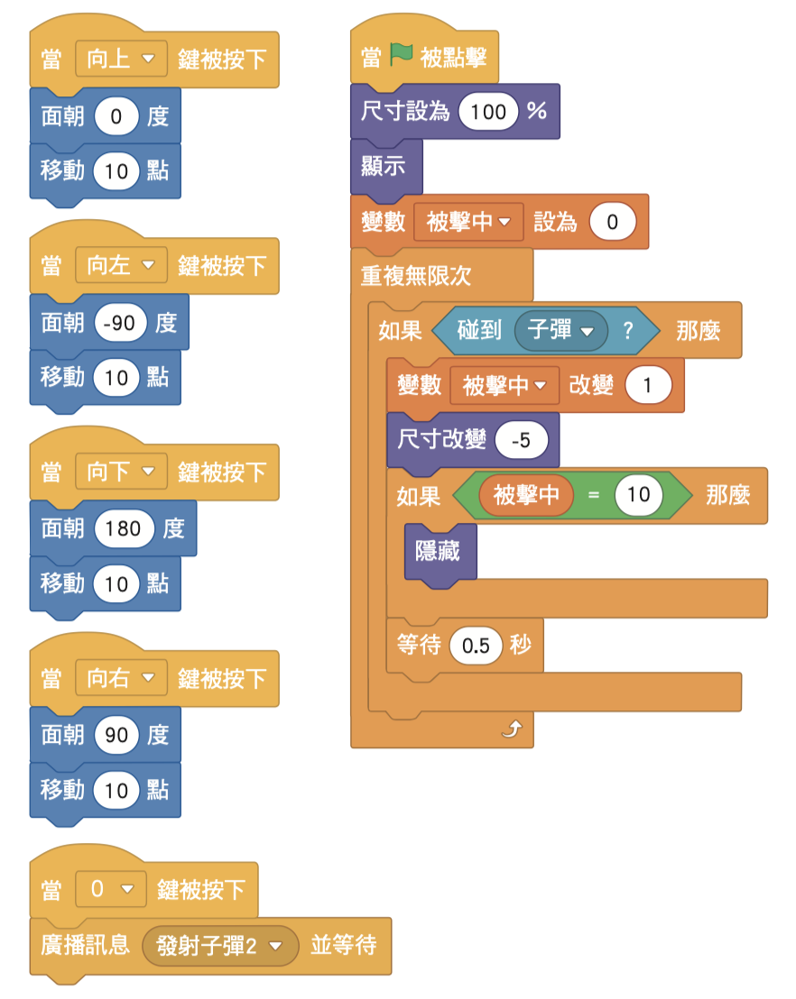 當 向上 鍵被按下
面朝 0 度
移動 10 點
當 向左 鍵被按下
面朝 -90 度
移動 10 點
當 向下 鍵被按下
面朝 180 度
移動 10 點
當 向右 鍵被按下
面朝 90 度
移動 10 點
當 0 鍵被按下
廣播訊息 發射子彈2 並等待
當 被點擊
尺寸設為 100 %
顯示
變數 被擊中 設為 0
重複無限次
如果 碰到 子彈 ? 那麼
變數 被擊中 改變 1
尺寸改變 -5
如果 被擊中 = 10 那麼
隱藏
等待 0.5 秒